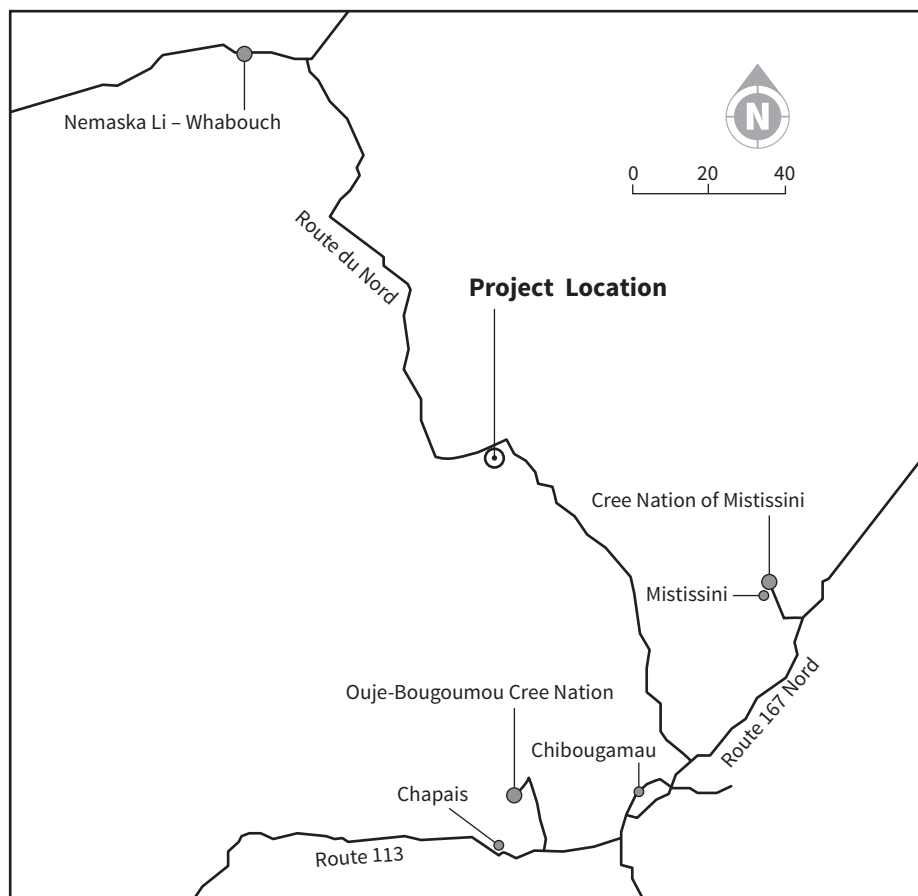 Nemaska Li – Whabouch
N
0 20 40
Route du Nord
Project Location
Cree Nation of Mistissini
Mistissini
Ouje-Bougoumou Cree Nation
Route 167 Nord
Chibougamau
Chapais
Route 113